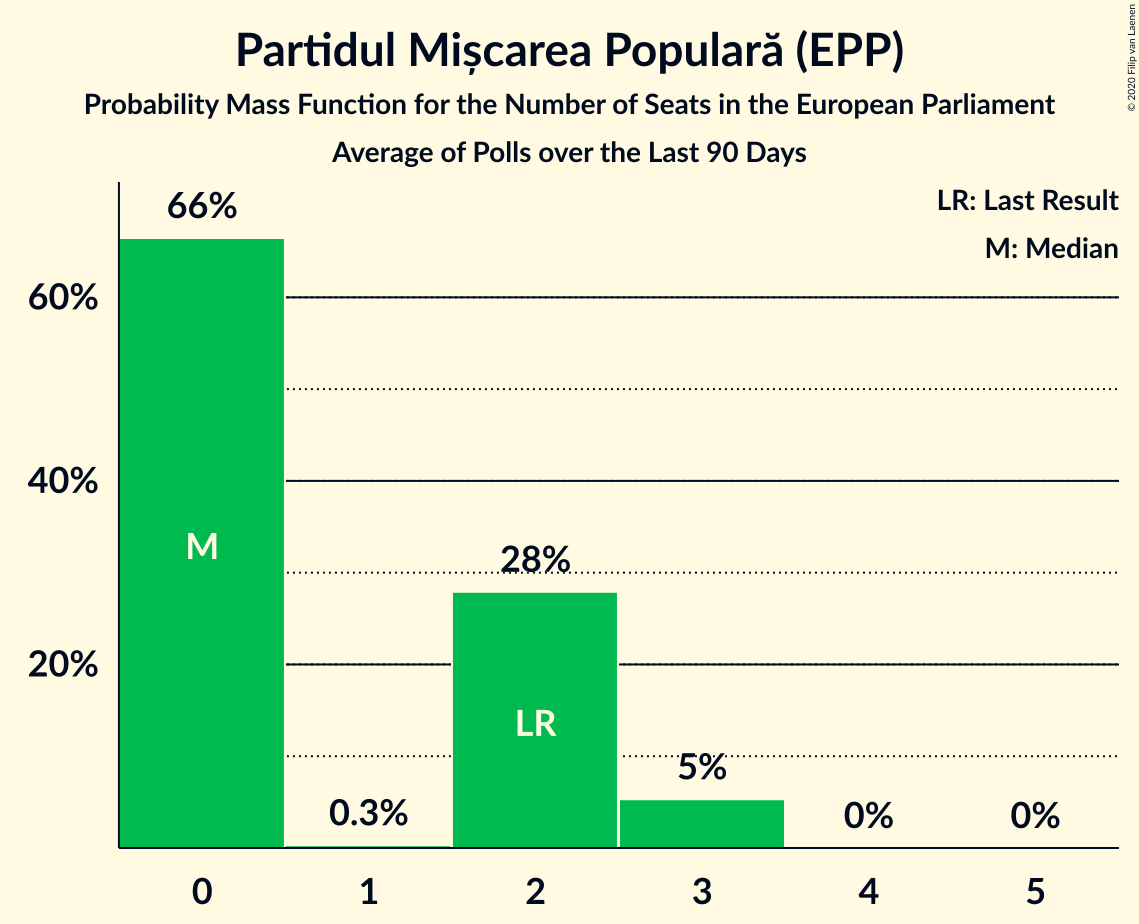 Partidul Mișcarea Populară (EPP)
Probability Mass Function for the Number of Seats in the European Parliament
Average of Polls over the Last 90 Days
© 2020 Filip van Laenen
LR: Last Result
M: Median
66%
60%
M
40%
28%
20%
LR
5%
0.3%
0%
0%
0 1 2 3 4 5